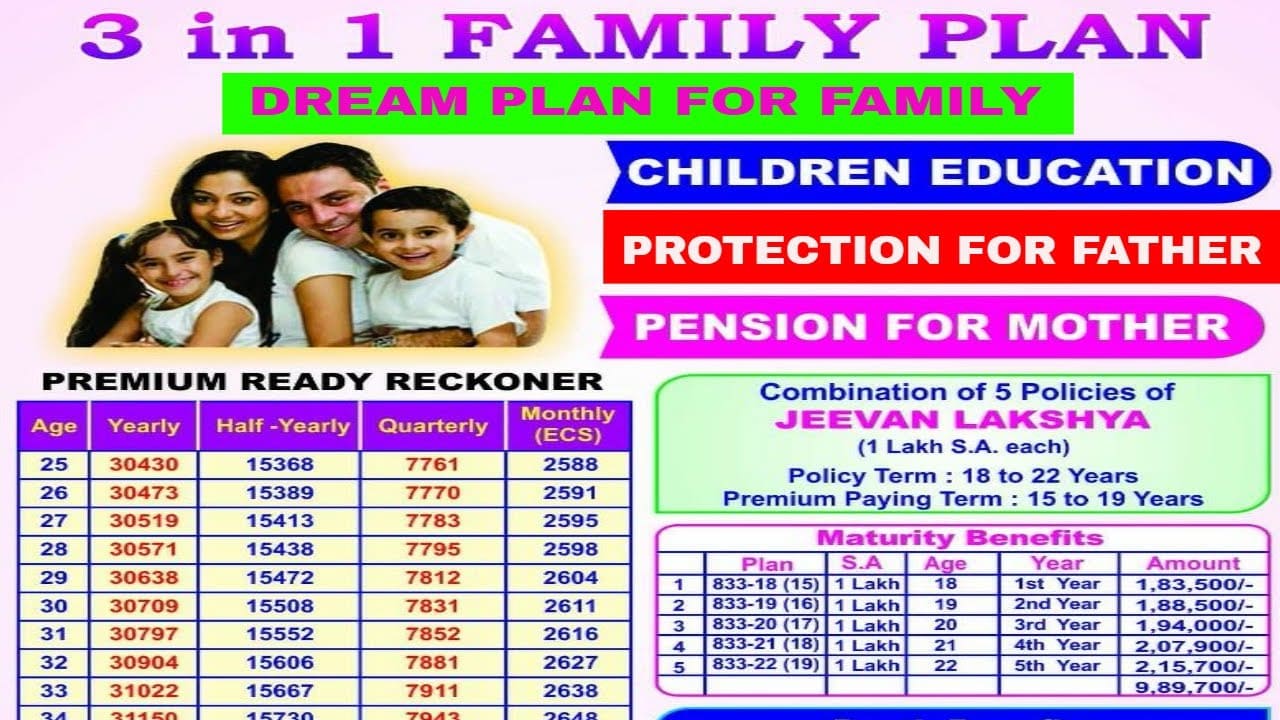 3 in 1 FAMILY PLAN
DREAM PLAN FOR FAMILY
CHILDREN EDUCATION
PROTECTION FOR FATHER
PENSION FOR MOTHER
PREMIUM READY RECKONER
Age Yearly Half -Yearly Quarterly Monthly (ECS)
25 30430 15368 7761 2588
26 30473 15389 7770 2591
27 30519 15413 7783 2595
28 30571 15438 7795 2598
29 30638 15472 7812 2604
30 30709 15508 7831 2611
31 30797 15552 7852 2616
32 30904 15606 7881 2627
33 31022 15667 7911 2638
34 31150 15730 7943 2648
Combination of 5 Policies of
JEEVAN LAKSHYA
(1 Lakh S.A. each)
Policy Term : 18 to 22 Years
Premium Paying Term : 15 to 19 Years
Maturity Benefits
Plan S.A Age Year Amount
1 833-18 (15) 1 Lakh 18 1st Year 1,83,500/-
2 833-19 (16) 1 Lakh 19 2nd Year 1,88,500/-
3 833-20 (17) 1 Lakh 20 3rd Year 1,94,000/-
4 833-21 (18) 1 Lakh 21 4th Year 2,07,900/-
5 833-22 (19) 1 Lakh 22 5th Year 2,15,700/-
9,89,700/-